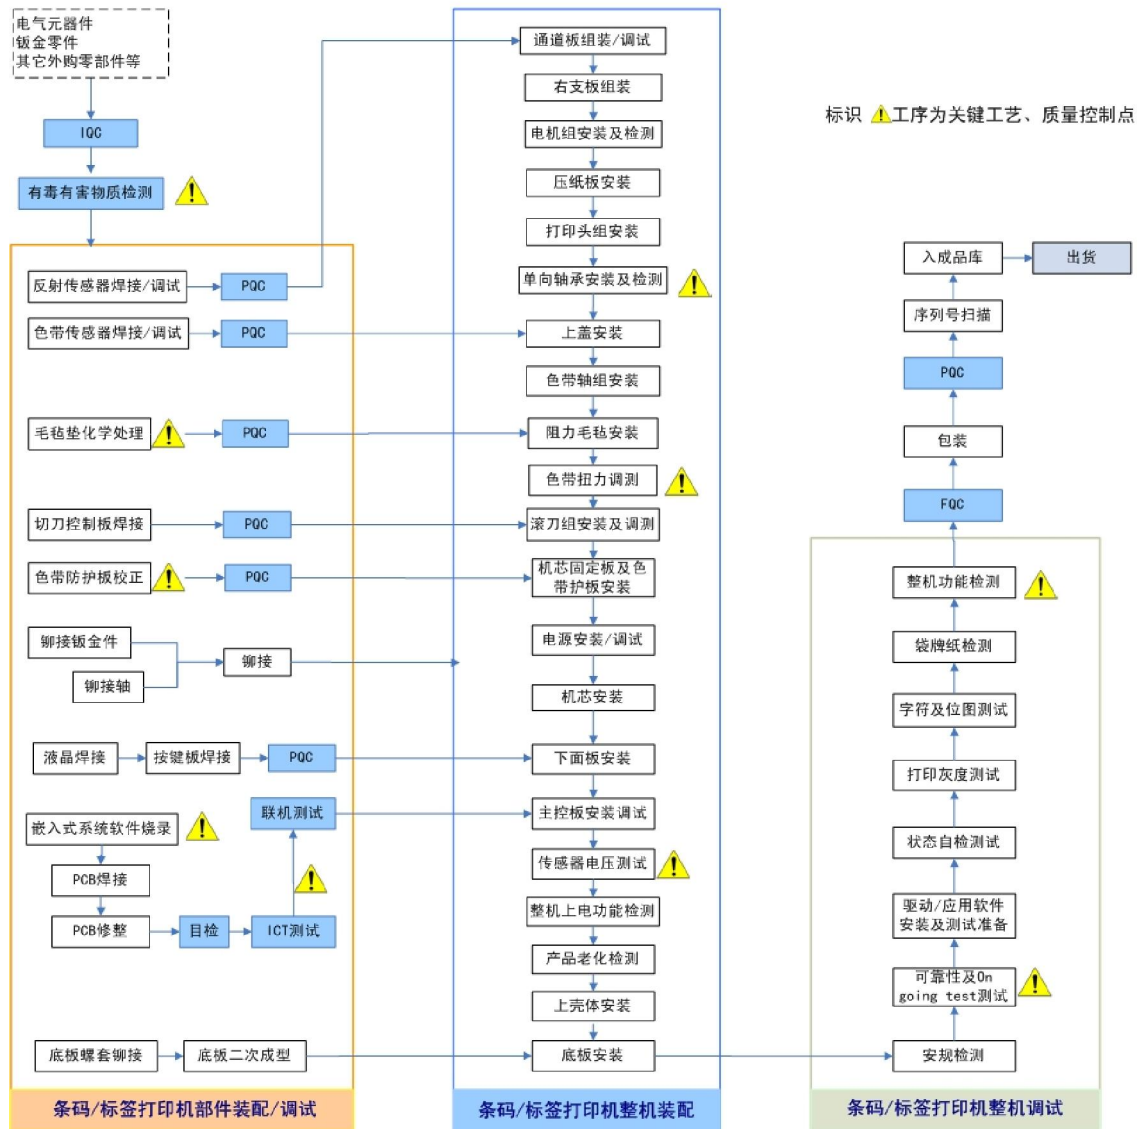 电气元器件
钣金零件
其它外购零部件等
IQC
有毒有害物质检测
反射传感器焊接/调试
PQC
色带传感器焊接/调试
PQC
毛毡垫化学处理
PQC
切刀控制板焊接
PQC
色带防护板校正
PQC
铆接钣金件
铆接轴
铆接
液晶焊接
按键板焊接
PQC
嵌入式系统软件烧录
联机测试
PCB焊接
PCB修整
目检
ICT测试
底板螺套铆接
底板二次成型
条码/标签打印机部件装配/调试
通道板组装/调试
右支板组装
电机组安装及检测
压纸板安装
打印头组安装
单向轴承安装及检测
上盖安装
色带轴组安装
阻力毛毡安装
色带扭力调测
滚刀组安装及调测
机芯固定板及色
带护板安装
电源安装/调试
机芯安装
下面板安装
主控板安装调试
传感器电压测试
整机上电功能检测
产品老化检测
上壳体安装
底板安装
条码/标签打印机整机装配
标识 工序为关键工艺、质量控制点
入成品库
出货
序列号扫描
PQC
包装
FQC
整机功能检测
袋牌纸检测
字符及位图测试
打印灰度测试
状态自检测试
驱动/应用软件
安装及测试准备
可靠性及On
going test测试
安规检测
条码/标签打印机整机调试